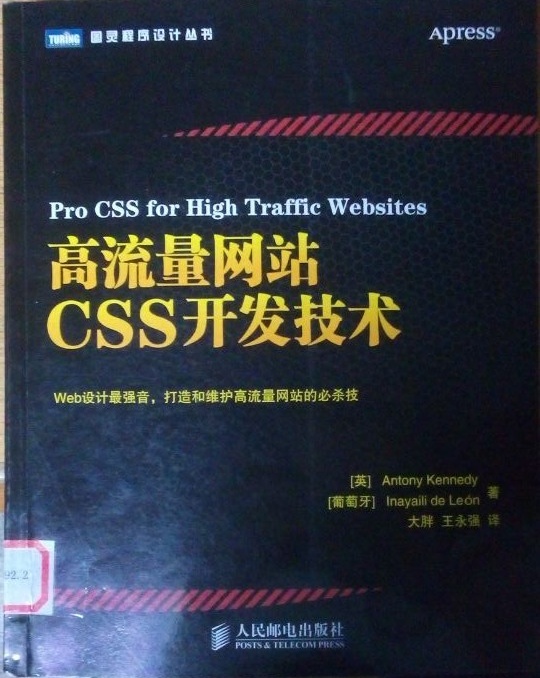 TURING 图灵程序设计丛书
Apress®
Pro CSS for High Traffic Websites
高流量网站
CSS开发技术
Web设计最强音，打造和维护高流量网站的必杀技
[英] Antony Kennedy
[葡萄牙] Inayaili de León 著
大胖 王永强 译
92.2
人民邮电出版社
POSTS & TELECOM PRESS